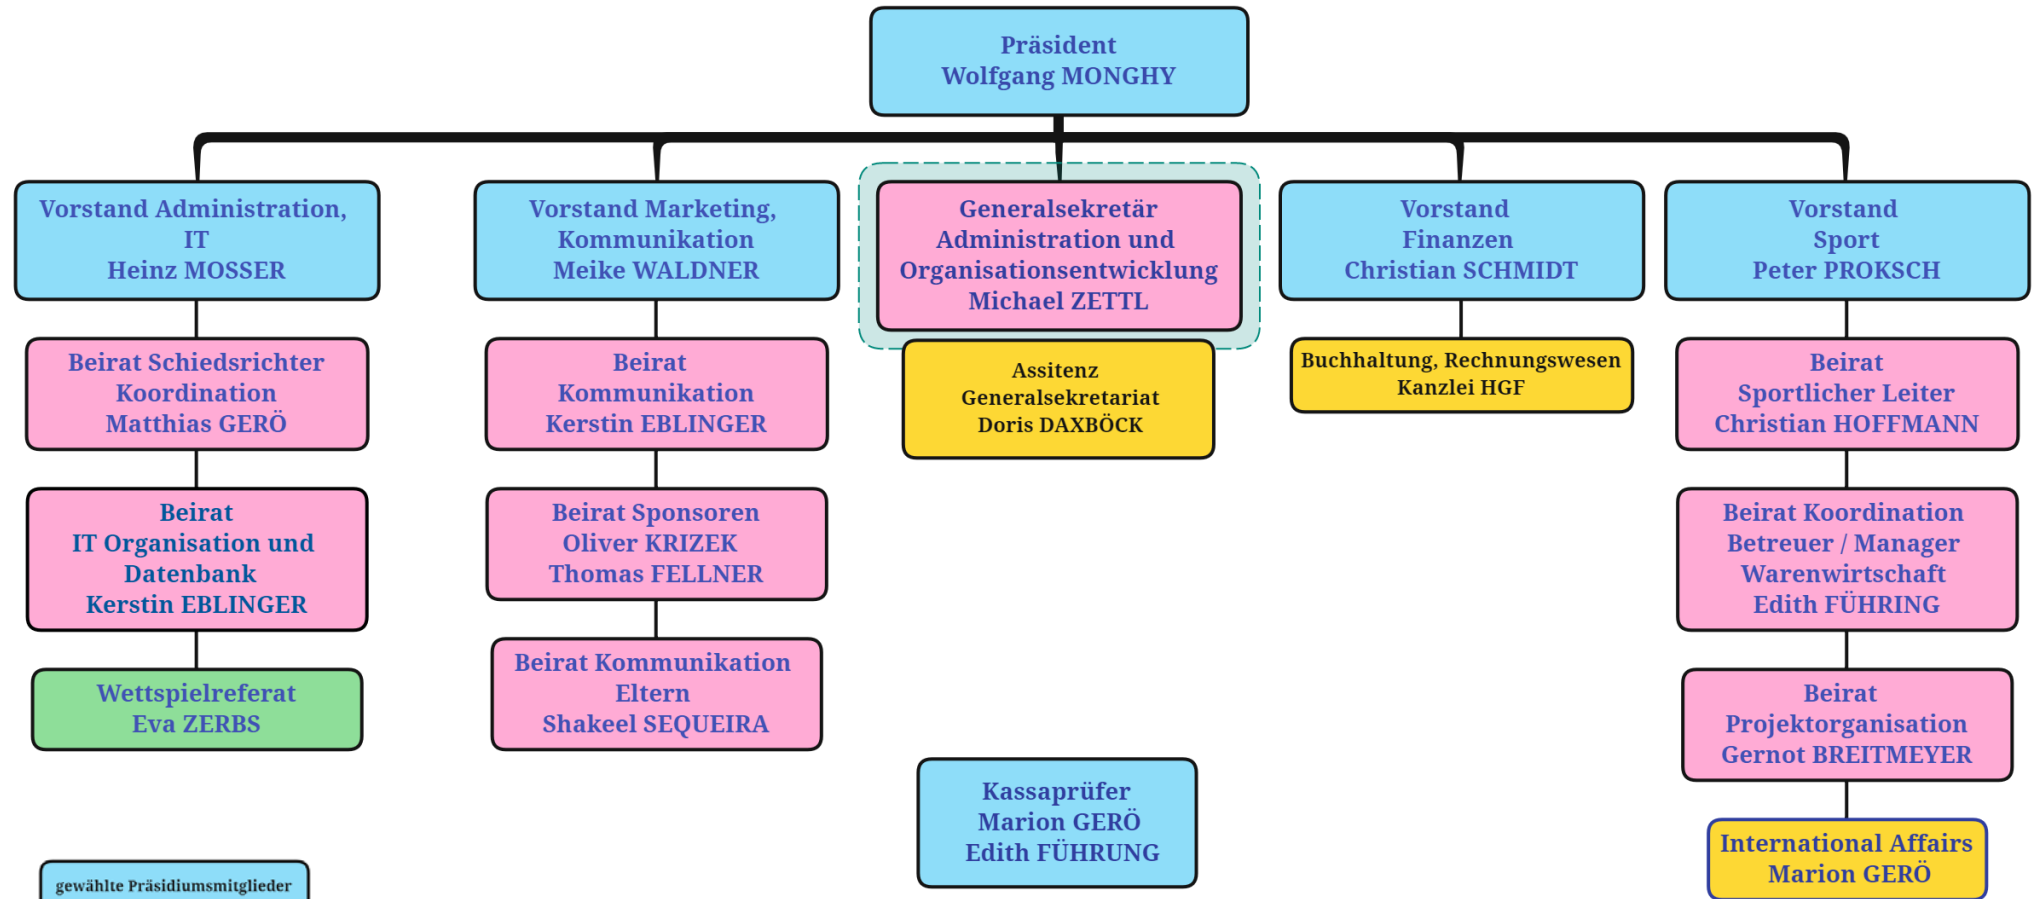 Präsident
Wolfgang MONGHY
Vorstand Administration,
IT
Heinz MOSSER
Vorstand Marketing,
Kommunikation
Meike WALDNER
Generalsekretär
Administration und
Organisationsentwicklung
Michael ZETTL
Vorstand
Finanzen
Christian SCHMIDT
Vorstand
Sport
Peter PROKSCH
Beirat Schiedsrichter
Koordination
Matthias GERÖ
Beirat
Kommunikation
Kerstin EBLINGER
Assitenz
Generalsekretariat
Doris DAXBÖCK
Buchhaltung, Rechnungswesen
Kanzlei HGF
Beirat
Sportlicher Leiter
Christian HOFFMANN
Beirat
IT Organisation und
Datenbank
Kerstin EBLINGER
Beirat Sponsoren
Oliver KRIZEK
Thomas FELLNER
Beirat Koordination
Betreuer / Manager
Warenwirtschaft
Edith FÜHRING
Wettspielreferat
Eva ZERBS
Beirat Kommunikation
Eltern
Shakeel SEQUEIRA
Beirat
Projektorganisation
Gernot BREITMEYER
Kassaprüfer
Marion GERÖ
Edith FÜHRUNG
International Affairs
Marion GERÖ
gewählte Präsidiumsmitglieder